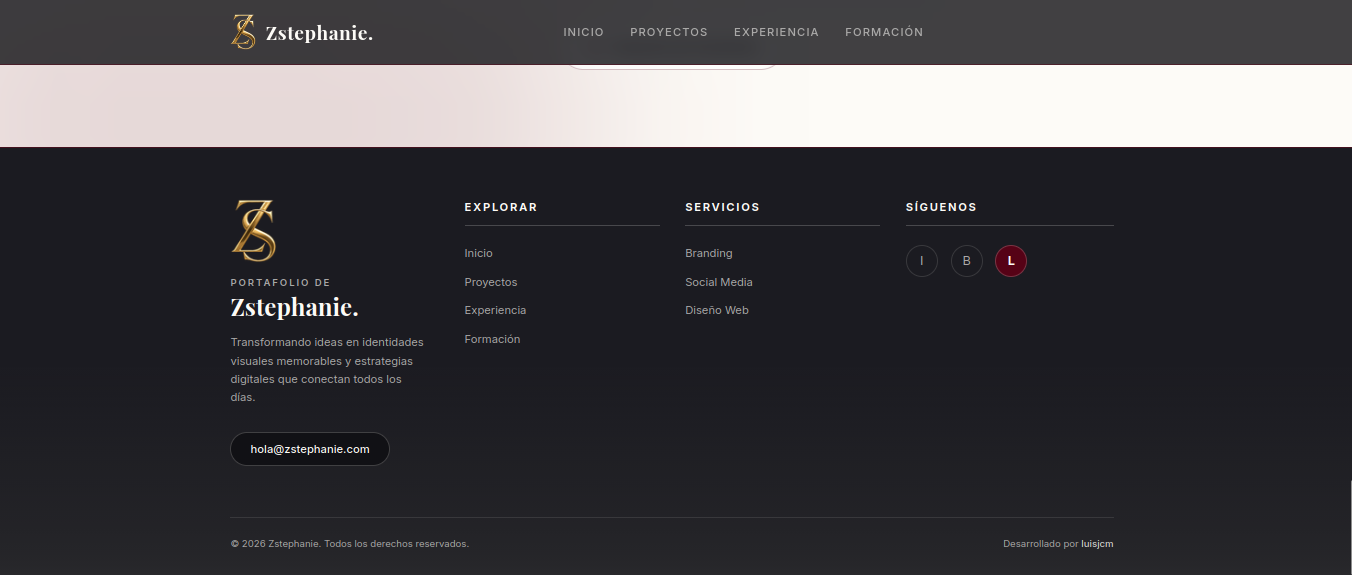 ZS Zstephanie.
INICIO PROYECTOS EXPERIENCIA FORMACIÓN
ZS
PORTAFOLIO DE
Zstephanie.
Transformando ideas en identidades
visuales memorables y estrategias
digitales que conectan todos los
días.
hola@zstephanie.com
EXPLORAR
Inicio
Proyectos
Experiencia
Formación
SERVICIOS
Branding
Social Media
Diseño Web
SÍGUENOS
I B L
© 2026 Zstephanie. Todos los derechos reservados.
Desarrollado por luisjcm